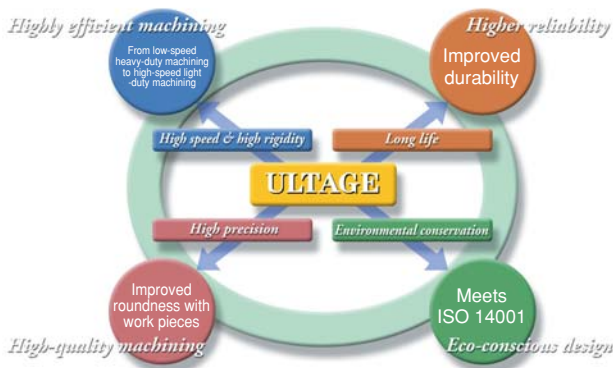 Highly efficient machining
Higher reliability
From low-speed
heavy-duty machining
to high-speed light
-duty machining
Improved
durability
High speed & high rigidity
Long life
ULTAGE
High precision
Environmental conservation
Improved
roundness with
work pieces
Meets
ISO 14001
High-quality machining
Eco-conscious design